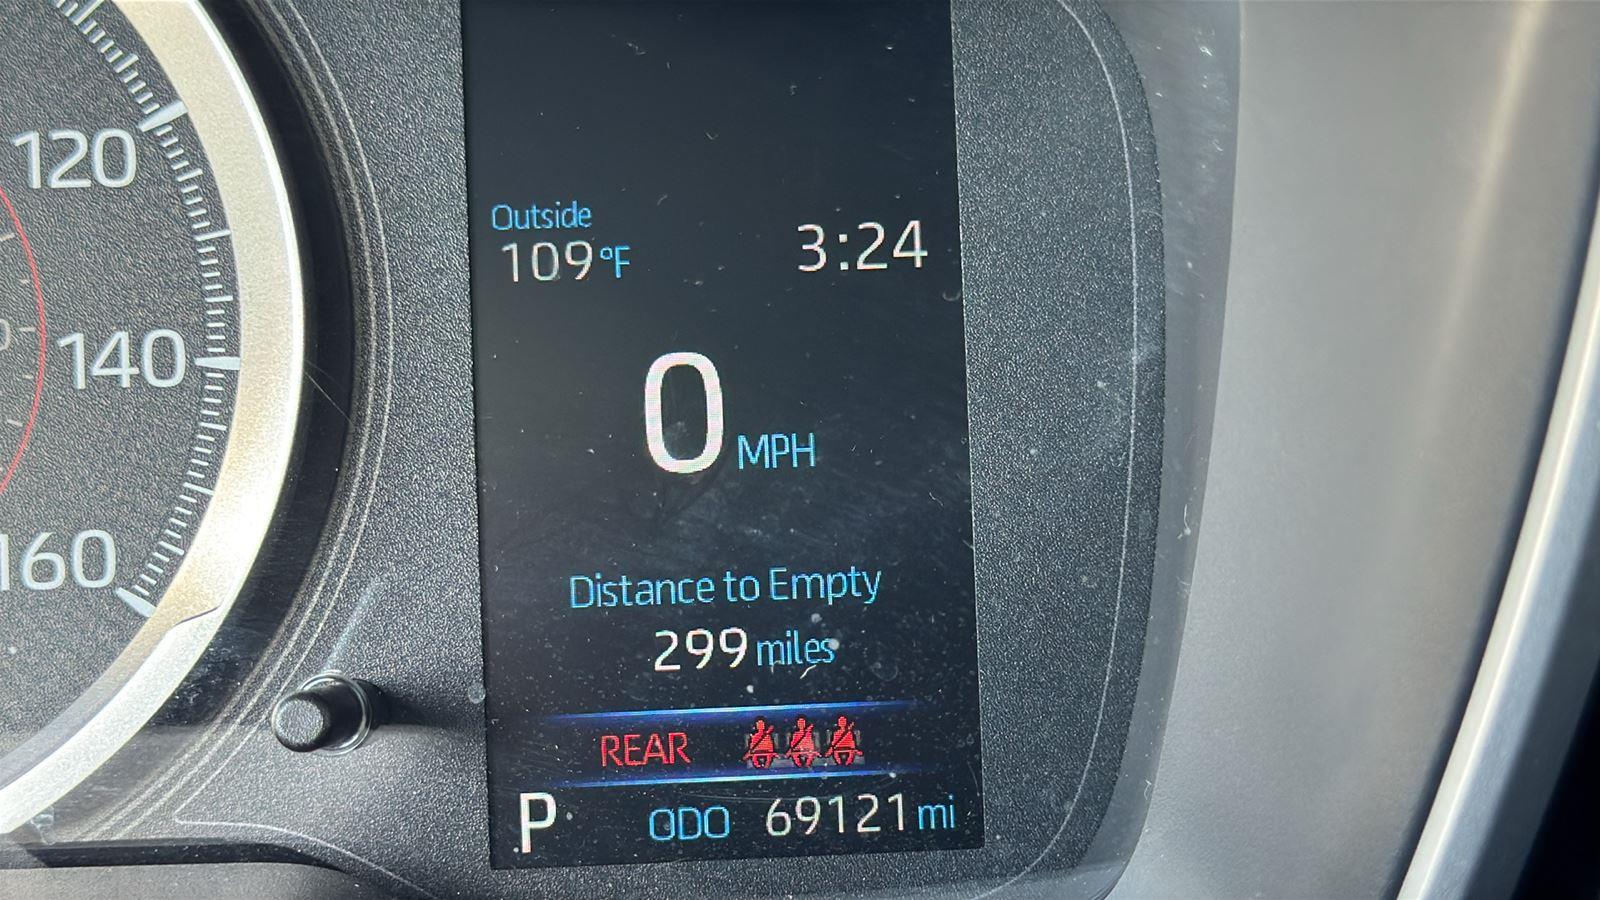 120
140
160
Outside
109°F
3:24
0 MPH
Distance to Empty
299 miles
REAR
P
ODO 69121 mi